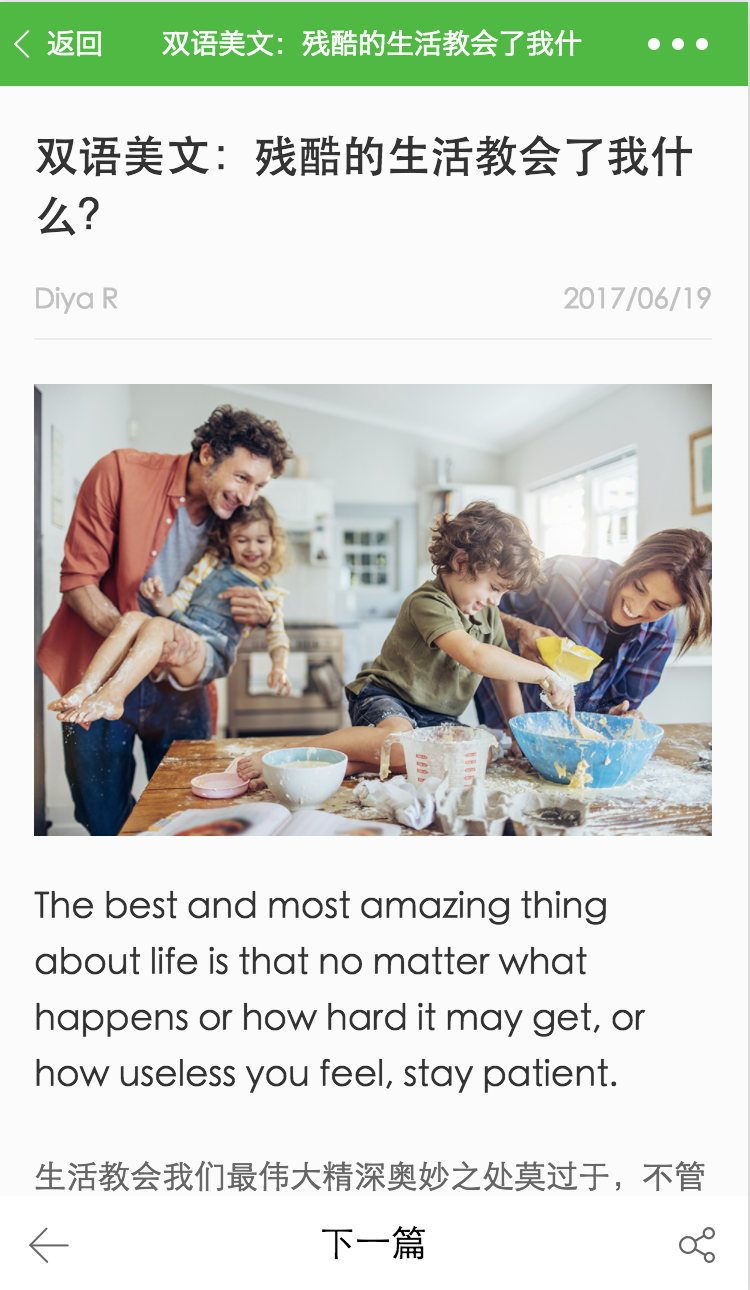 返回 双语美文：残酷的生活教会了我什
双语美文：残酷的生活教会了我什
么？
Diya R 2017/06/19
The best and most amazing thing
about life is that no matter what
happens or how hard it may get, or
how useless you feel, stay patient.
生活教会我们最伟大精深奥妙之处莫过于，不管
下一篇